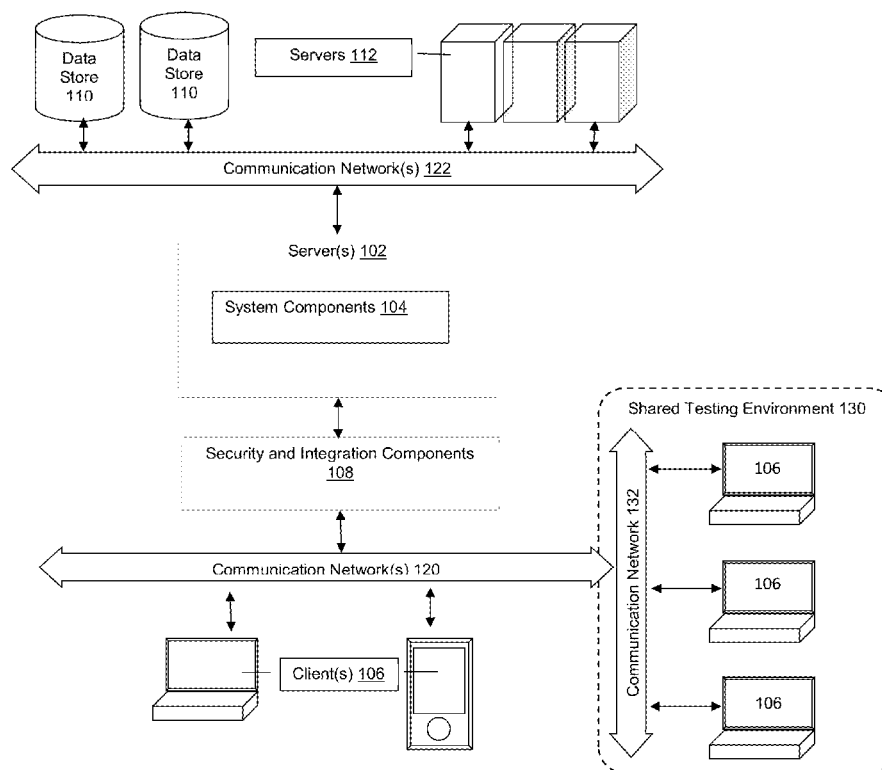 Data
Store
110
Data
Store
110
Servers 112
Communication Network(s) 122
Server(s) 102
System Components 104
Security and Integration Components
108
Communication Network(s) 120
Client(s) 106
Shared Testing Environment 130
Communication Network 132
106
106
106